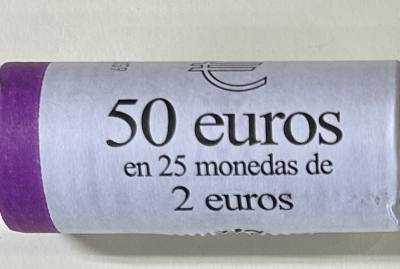 50 euros
en 25 monedas de
2 euros